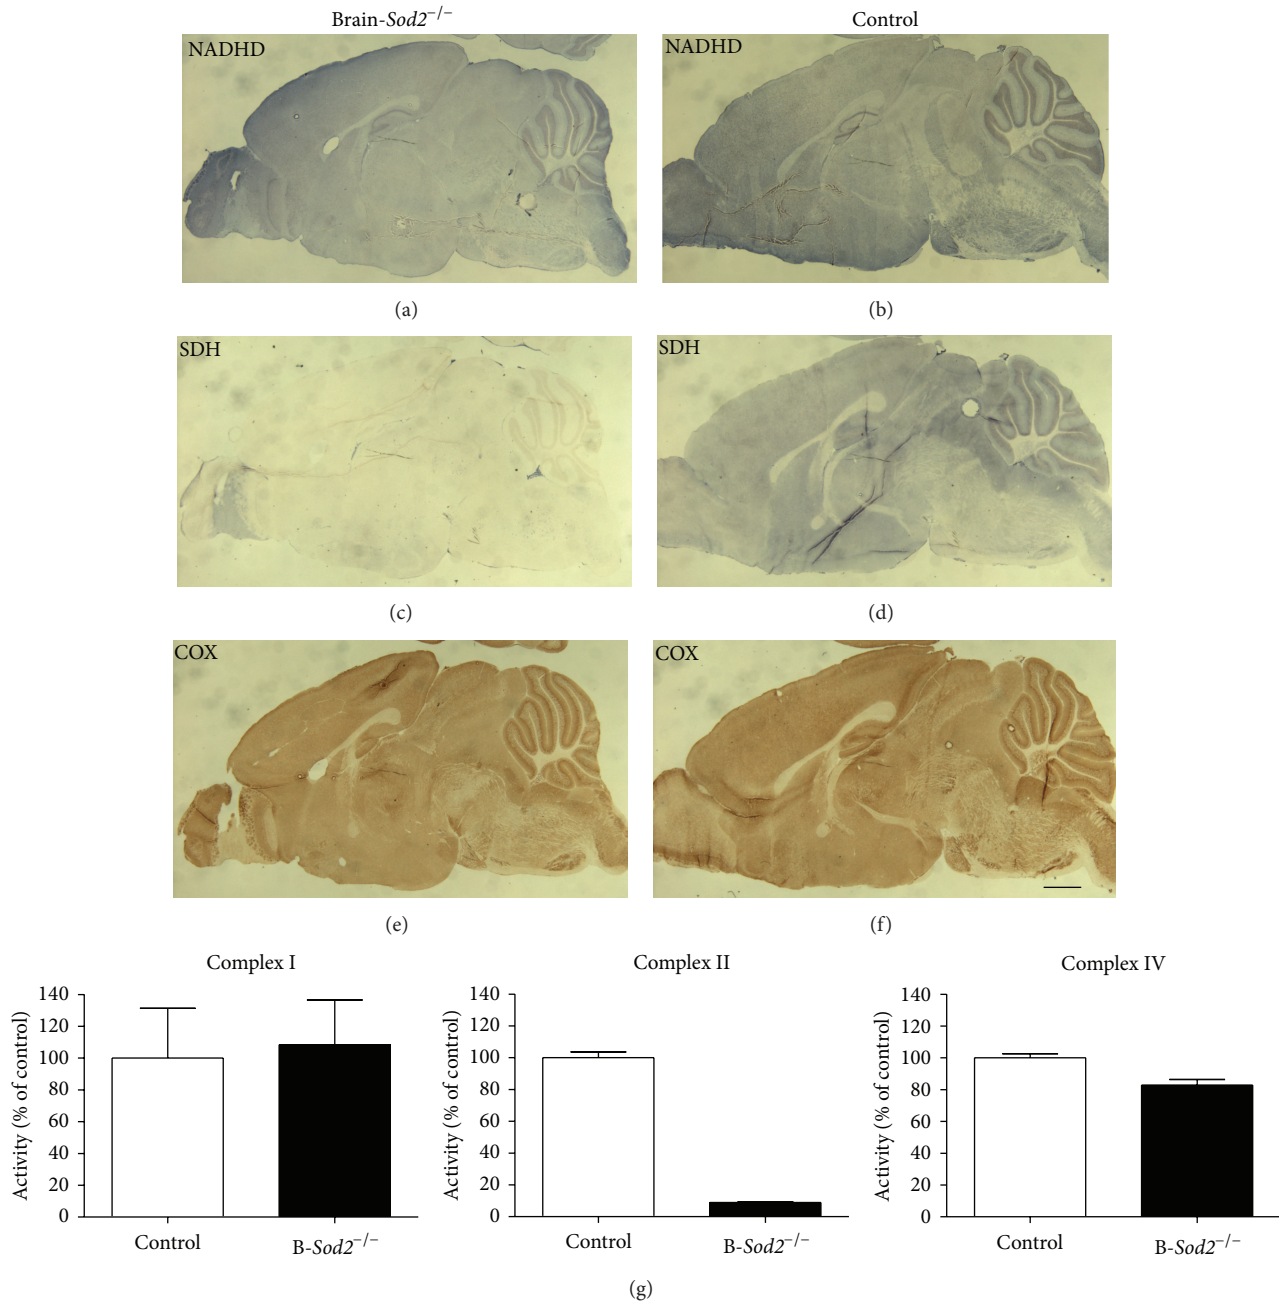 Brain-Sod2⁻/⁻ Control
NADHD NADHD
(a) (b)
SDH SDH
(c) (d)
COX COX
(e) (f)
Complex I Complex II Complex IV
Activity (% of control)
140
120
100
80
60
40
20
0
Control B-Sod2⁻/⁻
Activity (% of control)
140
120
100
80
60
40
20
0
Control B-Sod2⁻/⁻
Activity (% of control)
140
120
100
80
60
40
20
0
Control B-Sod2⁻/⁻
(g)